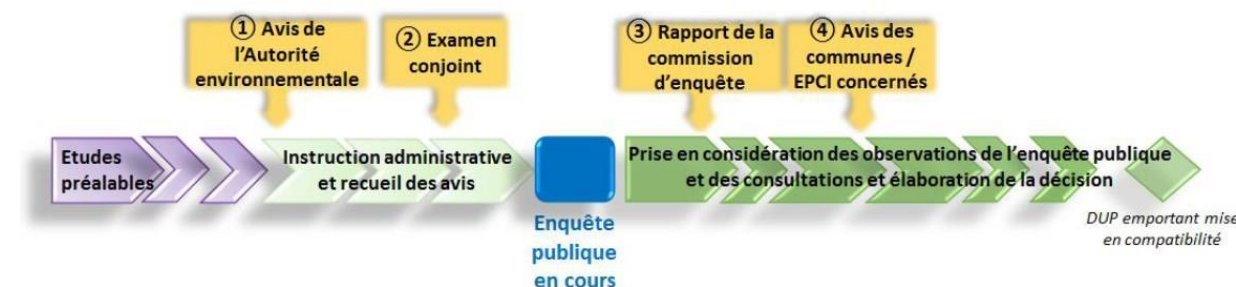 ① Avis de
l'Autorité
environnementale
② Examen
conjoint
③ Rapport de la
commission
d'enquête
④ Avis des
communes /
EPCI concernés
Etudes
préalables
Instruction administrative
et recueil des avis
Prise en considération des observations de l'enquête publique
et des consultations et élaboration de la décision
Enquête
publique
en cours
DUP emportant mise
en compatibilité